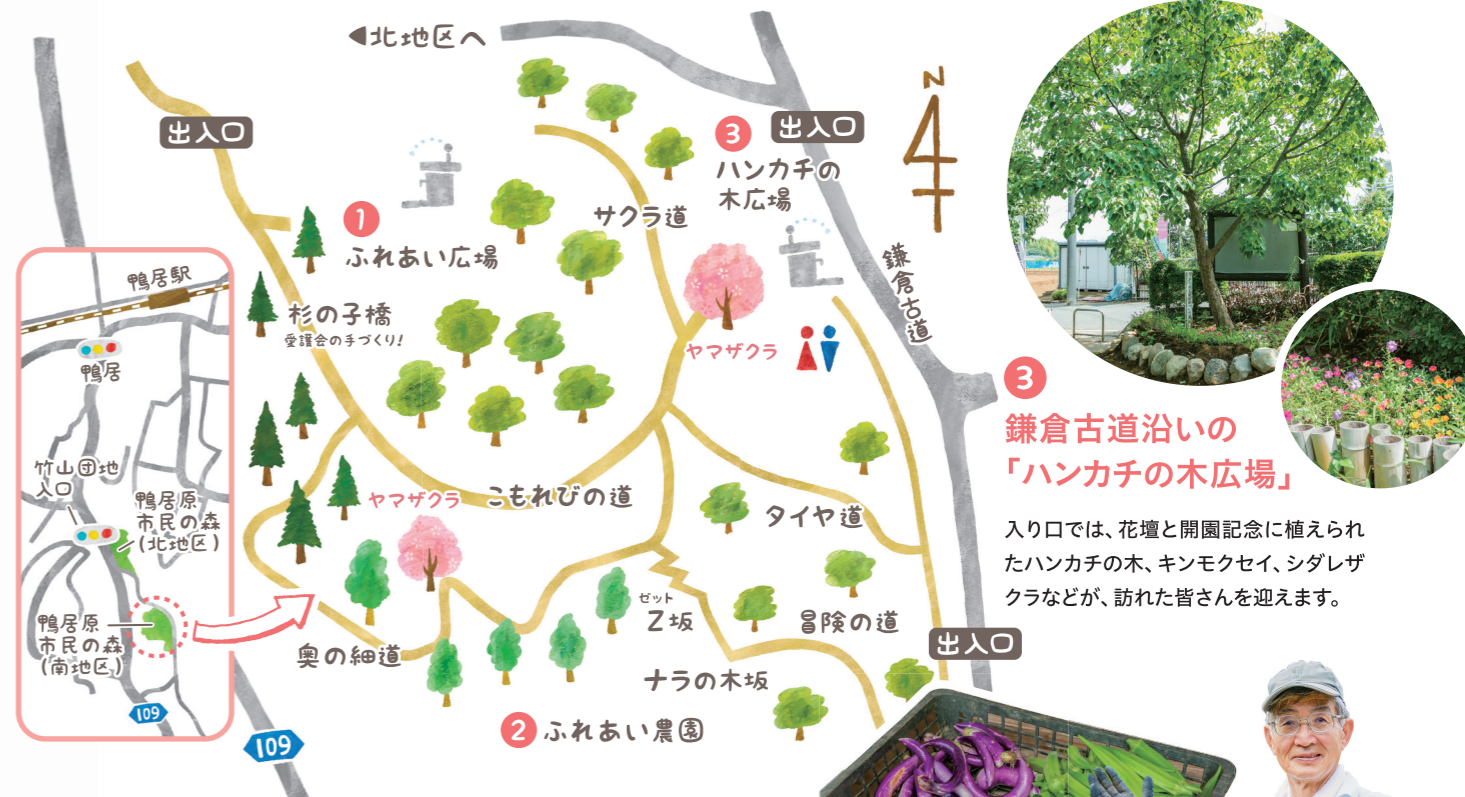 ◀北地区へ
N
出入口
3
出入口
ハンカチの
木広場
1
ふれあい広場
サクラ道
鎌倉古道
杉の子橋
愛護会の手づくり!
ヤマザクラ
鴨居駅
鴨居
竹山団地
入口
鴨居原
市民の森
(北地区)
鴨居原
市民の森
(南地区)
109
ヤマザクラ
こもれびの道
タイヤ道
ゼット
Z坂
冒険の道
出入口
奥の細道
ナラの木坂
2 ふれあい農園
109
3
鎌倉古道沿いの
「ハンカチの木広場」
入り口では、花壇と開園記念に植えられ
たハンカチの木、キンモクセイ、シダレザ
クラなどが、訪れた皆さんを迎えます。